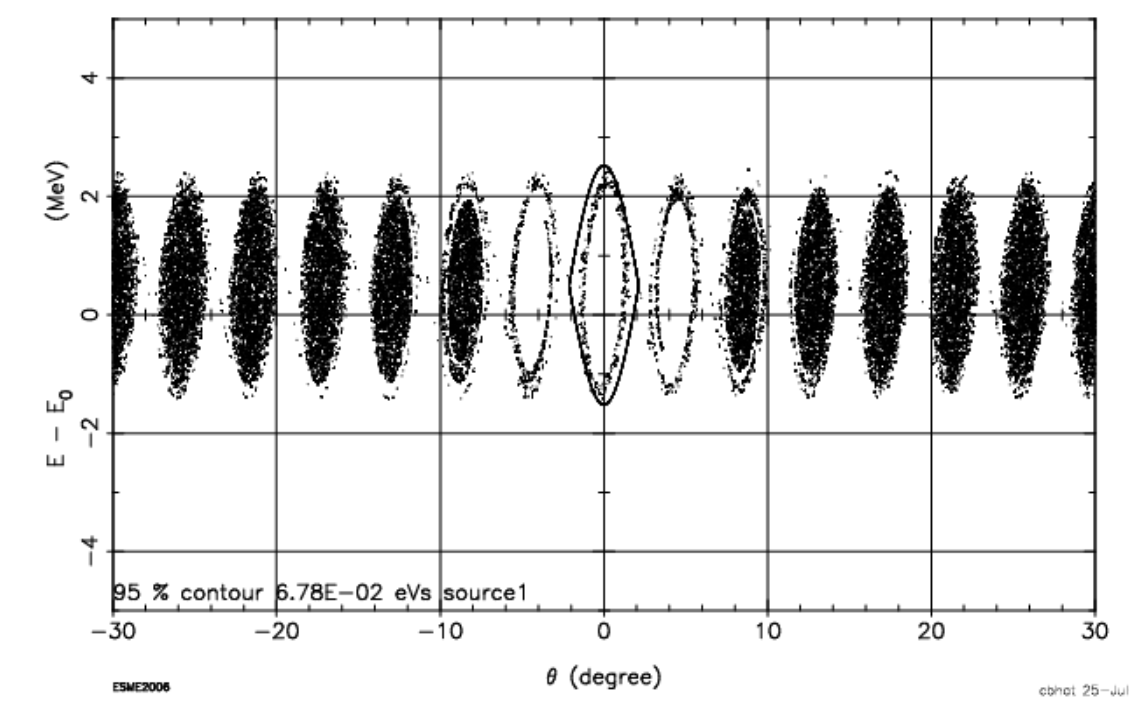 (MeV)
E − E0
4
2
0
−2
−4
95 % contour 6.78E−02 eVs source1
−30 −20 −10 0 10 20 30
θ (degree)
ESME2006
cbhat 25−Jul